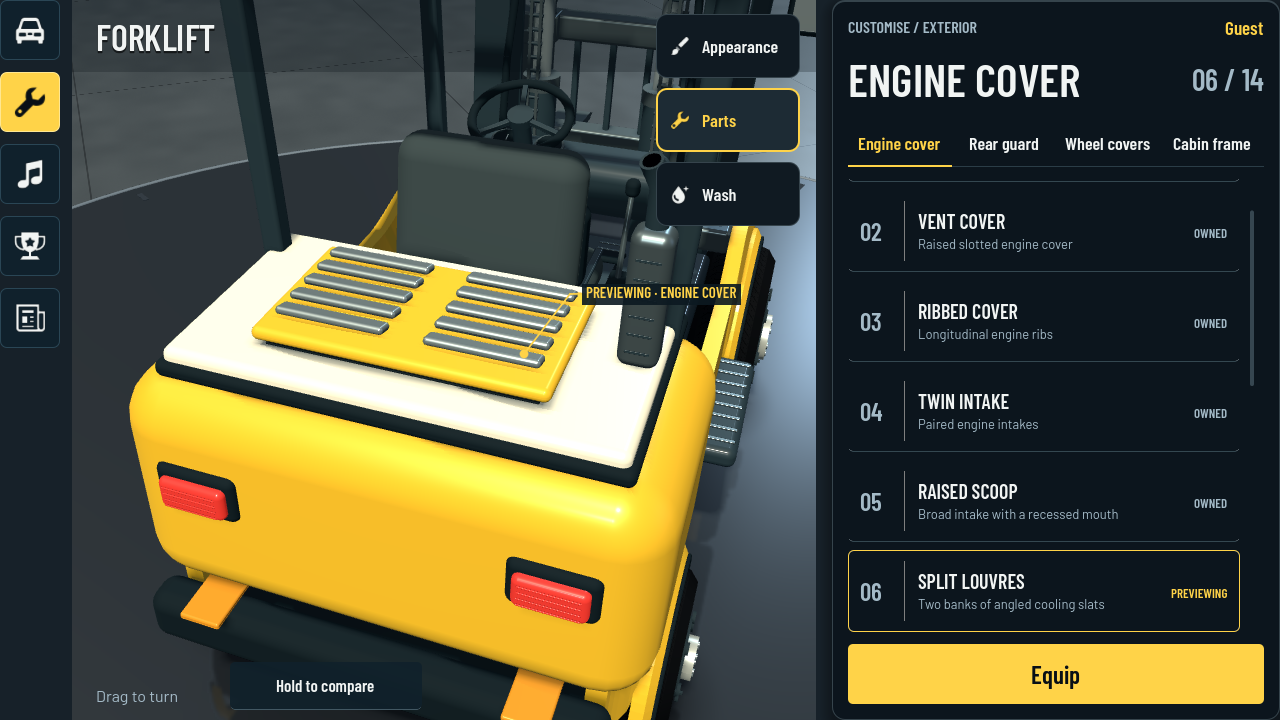 FORKLIFT
Appearance
Parts
Wash
PREVIEWING · ENGINE COVER
Drag to turn
Hold to compare
CUSTOMISE / EXTERIOR
Guest
ENGINE COVER
06 / 14
Engine cover
Rear guard
Wheel covers
Cabin frame
02
VENT COVER
Raised slotted engine cover
OWNED
03
RIBBED COVER
Longitudinal engine ribs
OWNED
04
TWIN INTAKE
Paired engine intakes
OWNED
05
RAISED SCOOP
Broad intake with a recessed mouth
OWNED
06
SPLIT LOUVRES
Two banks of angled cooling slats
PREVIEWING
Equip